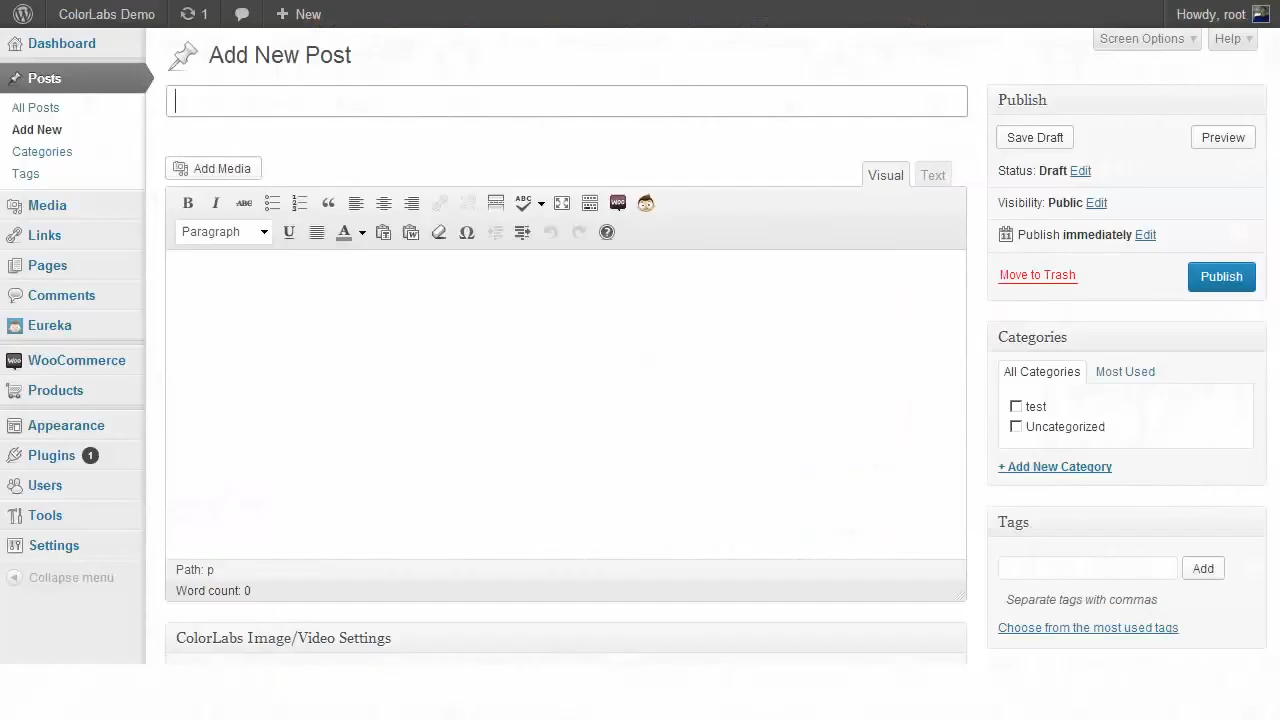 ColorLabs Demo 1 New Howdy, root
Screen Options Help
Dashboard
Posts
All Posts
Add New
Categories
Tags
Media
Links
Pages
Comments
Eureka
WooCommerce
Products
Appearance
Plugins 1
Users
Tools
Settings
Collapse menu
Add New Post
Add Media
Visual Text
B I ABC ABC WOO
Paragraph U A Ω ?
Path: p
Word count: 0
ColorLabs Image/Video Settings
Publish
Save Draft Preview
Status: Draft Edit
Visibility: Public Edit
Publish immediately Edit
Move to Trash Publish
Categories
All Categories Most Used
test
Uncategorized
+ Add New Category
Tags
Add
Separate tags with commas
Choose from the most used tags